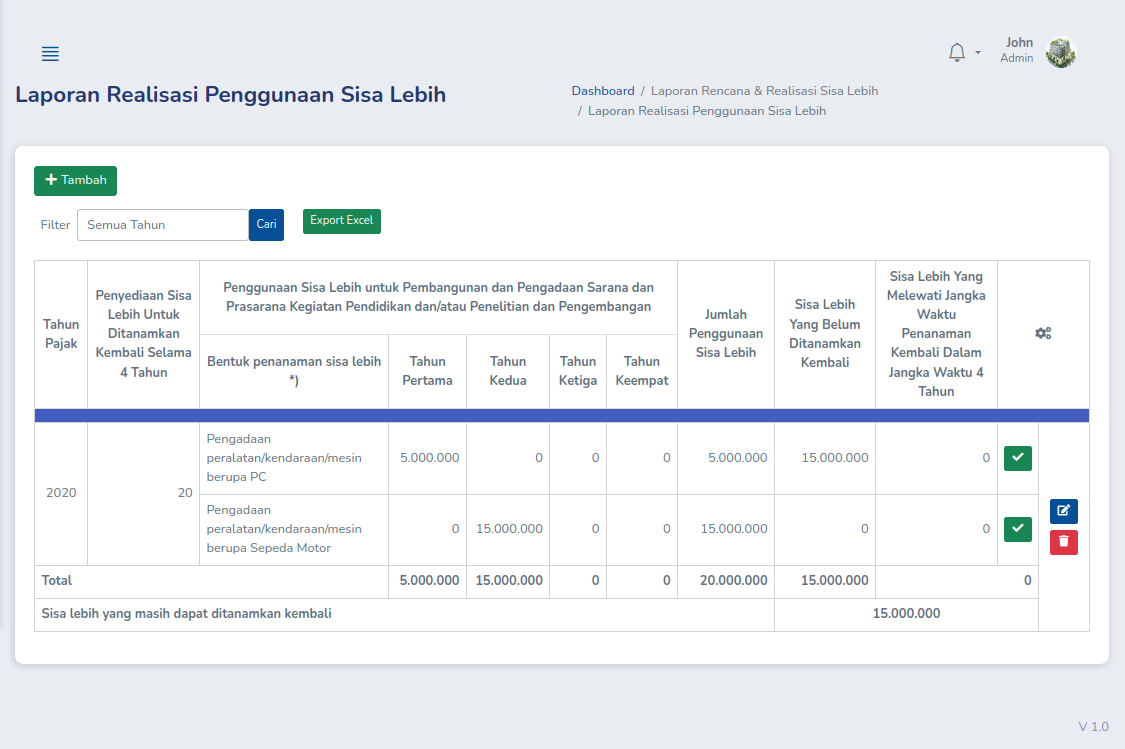 John
Admin
Laporan Realisasi Penggunaan Sisa Lebih
Dashboard / Laporan Rencana & Realisasi Sisa Lebih
/ Laporan Realisasi Penggunaan Sisa Lebih
Tambah
Filter Semua Tahun Cari Export Excel
Tahun
Pajak
Penyediaan Sisa
Lebih Untuk
Ditanamkan
Kembali Selama
4 Tahun
Penggunaan Sisa Lebih untuk Pembangunan dan Pengadaan Sarana dan
Prasarana Kegiatan Pendidikan dan/atau Penelitian dan Pengembangan
Bentuk penanaman sisa lebih
*)
Tahun
Pertama
Tahun
Kedua
Tahun
Ketiga
Tahun
Keempat
Jumlah
Penggunaan
Sisa Lebih
Sisa Lebih
Yang Belum
Ditanamkan
Kembali
Sisa Lebih Yang
Melewati Jangka
Waktu
Penanaman
Kembali Dalam
Jangka Waktu 4
Tahun
2020
20
Pengadaan
peralatan/kendaraan/mesin
berupa PC
5.000.000 0 0 0 5.000.000 15.000.000 0
Pengadaan
peralatan/kendaraan/mesin
berupa Sepeda Motor
0 15.000.000 0 0 15.000.000 0 0
Total 5.000.000 15.000.000 0 0 20.000.000 15.000.000 0
Sisa lebih yang masih dapat ditanamkan kembali 15.000.000
V 1.0